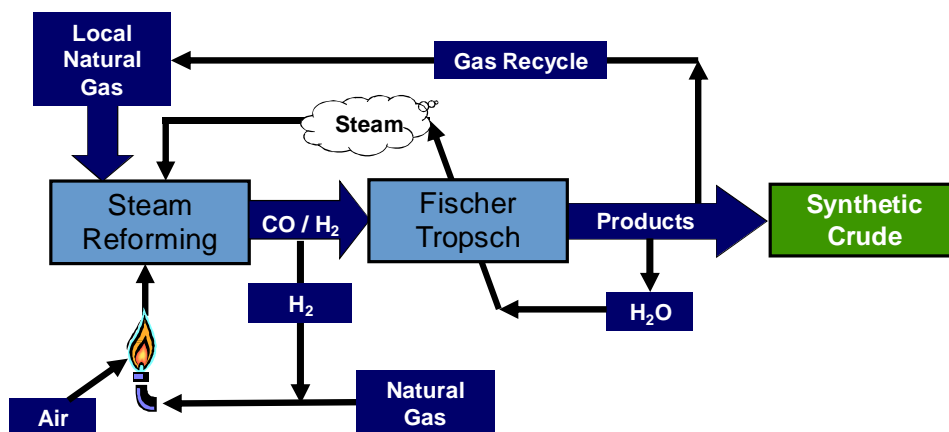 Local
Natural
Gas
Gas Recycle
Steam
Steam
Reforming
CO / H₂
Fischer
Tropsch
Products
Synthetic
Crude
H₂
H₂O
Air
Natural
Gas